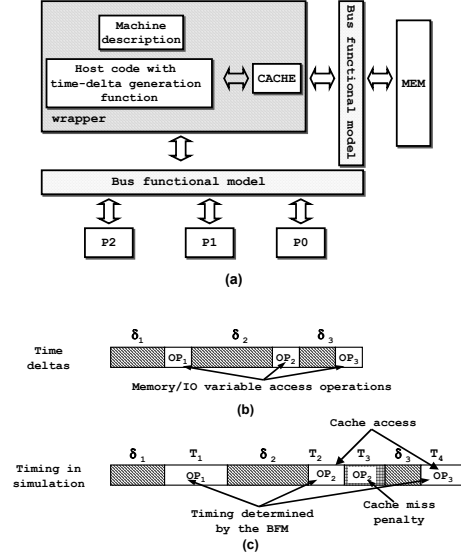 Machine
description
Host code with
time-delta generation
function
CACHE
wrapper
Bus functional model
MEM
Bus functional model
P2
P1
P0
(a)
δ1
δ2
δ3
Time
deltas
OP1
OP2
OP3
Memory/IO variable access operations
(b)
Cache access
δ1
T1
δ2
T2
T3
δ3
T4
Timing in
simulation
OP1
OP2
OP2
OP3
Timing determined
by the BFM
Cache miss
penalty
(c)